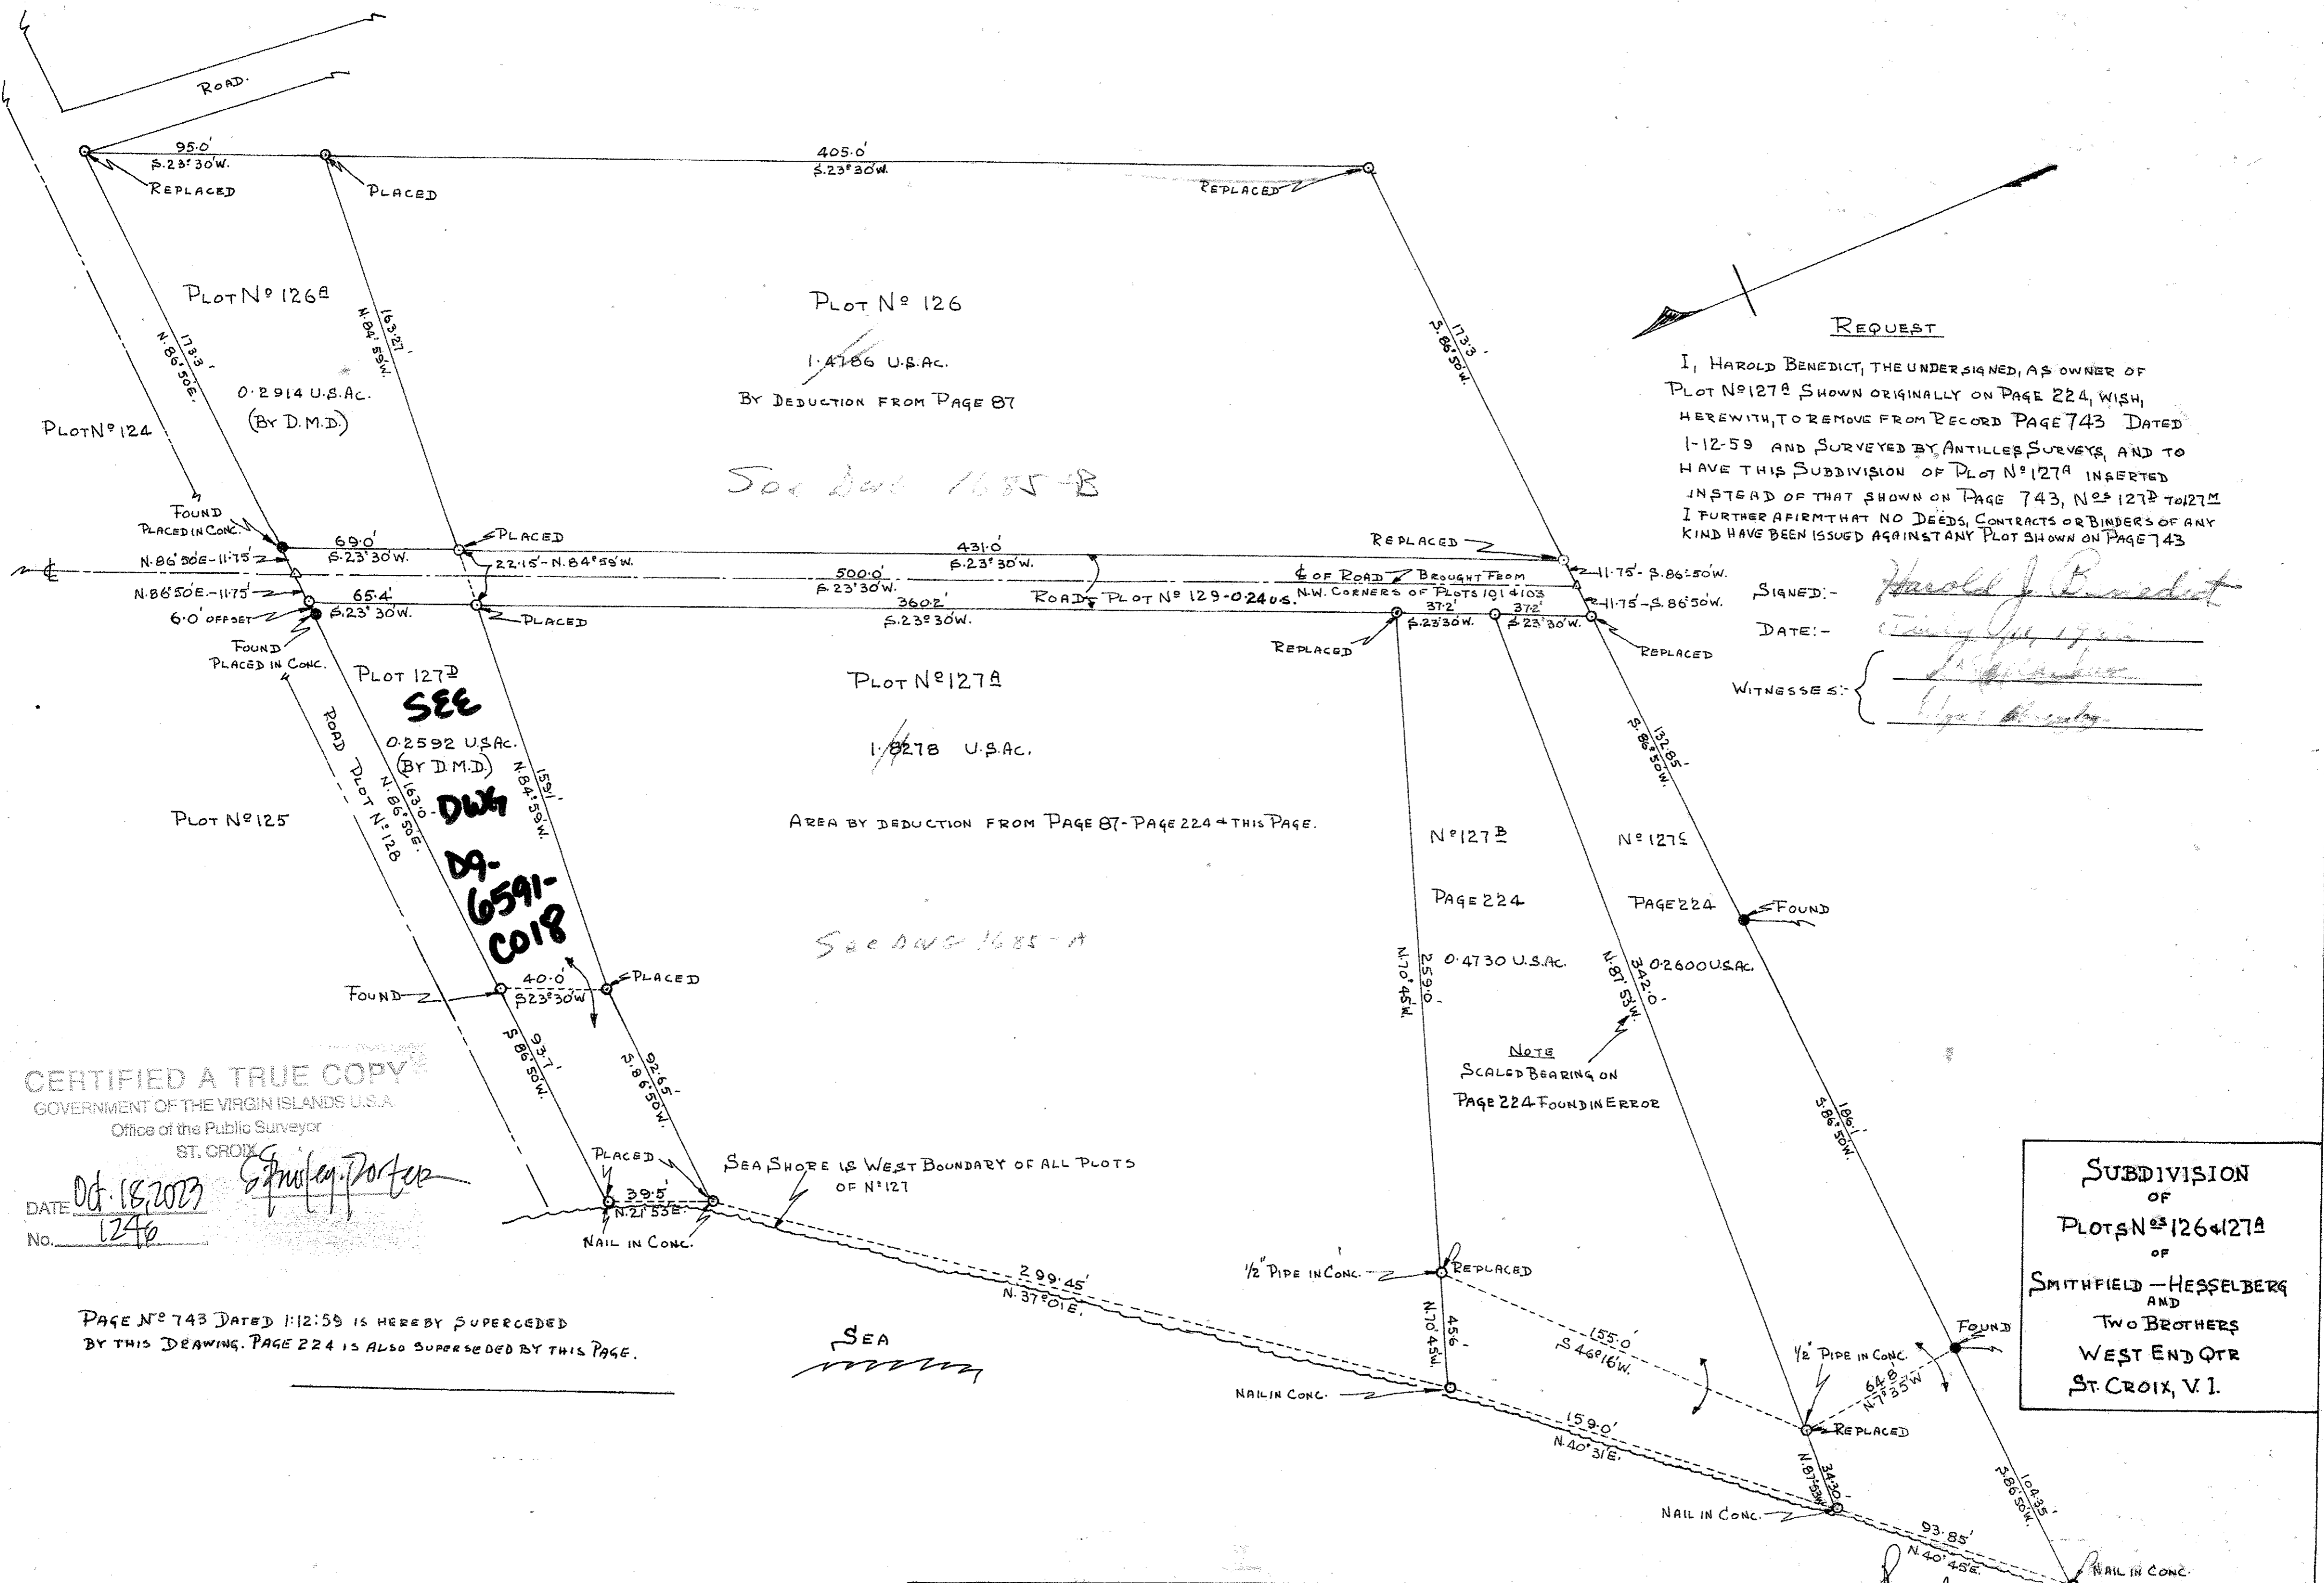 ROAD.
95.0'
S.23°30'W.
REPLACED
PLACED
405.0'
S.23°30'W.
REPLACED
PLOT Nº 126A
173.3'
N.86°50'E.
163.27'
N.84°59'W.
0.2914 U.S.AC.
(BY D.M.D.)
PLOT Nº 124
PLOT Nº 126
1.4786 U.S.AC.
BY DEDUCTION FROM PAGE 87
See DWG 1685-B
173.3'
S.86°50'W.
REQUEST
I, HAROLD BENEDICT, THE UNDERSIGNED, AS OWNER OF
PLOT Nº127A SHOWN ORIGINALLY ON PAGE 224, WISH,
HEREWITH, TO REMOVE FROM RECORD PAGE 743 DATED
1-12-59 AND SURVEYED BY ANTILLES SURVEYS, AND TO
HAVE THIS SUBDIVISION OF PLOT Nº127A INSERTED
INSTEAD OF THAT SHOWN ON PAGE 743, NOS 127D TO 127M
I FURTHER AFIRM THAT NO DEEDS, CONTRACTS OR BINDERS OF ANY
KIND HAVE BEEN ISSUED AGAINST ANY PLOT SHOWN ON PAGE 743
SIGNED:- Harold J. Benedict
DATE:-
WITNESSES:-
FOUND
PLACED IN CONC.
69.0'
S.23°30'W.
PLACED
N.86°50'E-11.75'
22.15'-N.84°59'W.
431.0'
S.23°30'W.
REPLACED
500.0'
S.23°30'W.
℄ OF ROAD BROUGHT FROM
N.W. CORNERS OF PLOTS 101 & 103
11.75'-S.86°50'W.
N.86°50'E.-11.75'
65.4'
S.23°30'W.
360.2'
S.23°30'W.
ROAD PLOT Nº 129-0.24 U.S.
37.2'
S.23°30'W.
37.2'
S.23°30'W.
11.75'-S.86°50'W.
6.0' OFFSET
FOUND
PLACED IN CONC.
PLACED
REPLACED
REPLACED
PLOT 127D
SEE
0.2592 U.S.AC.
(BY D.M.D.)
DWG
D9-
6591-
C018
ROAD PLOT Nº 128
163.0'
N.86°50'E.
159.1'
N.84°59'W.
PLOT Nº 125
PLOT Nº 127A
1.8278 U.S.AC.
AREA BY DEDUCTION FROM PAGE 87-PAGE 224 & THIS PAGE.
See DWG 1685-A
Nº127B
PAGE 224
0.4730 U.S.AC.
Nº127C
PAGE 224
0.2600 U.S.AC.
132.85'
S.86°50'W.
FOUND
259.0'
N.70°45'W.
342.0'
N.87°53'W.
NOTE
SCALED BEARING ON
PAGE 224 FOUND IN ERROR
186.1'
S.86°50'W.
FOUND
40.0'
S23°30'W
PLACED
93.7'
S 86°50'W.
92.65'
S.86°50'W.
CERTIFIED A TRUE COPY
GOVERNMENT OF THE VIRGIN ISLANDS U.S.A.
Office of the Public Surveyor
ST. CROIX
DATE Oct. 18, 2023
No. 1246
PLACED
39.5'
N.21°53'E.
NAIL IN CONC.
SEA SHORE IS WEST BOUNDARY OF ALL PLOTS
OF Nº127
299.45'
N.37°01'E.
SEA
PAGE Nº 743 DATED 1:12:59 IS HEREBY SUPERCEDED
BY THIS DRAWING. PAGE 224 IS ALSO SUPERSEDED BY THIS PAGE.
1/2" PIPE IN CONC.
REPLACED
45.6'
N.70°45'W.
155.0'
S 46°16'W.
NAIL IN CONC.
159.0'
N.40°31'E.
1/2" PIPE IN CONC.
FOUND
64.8'
N.7°35'W
REPLACED
34.30'
N.87°53'W.
NAIL IN CONC.
104.35'
S.86°50'W.
93.85'
N.40°45'E.
NAIL IN CONC.
SUBDIVISION
OF
PLOTS Nos 126 & 127A
OF
SMITHFIELD - HESSELBERG
AND
TWO BROTHERS
WEST END QTR
ST. CROIX, V.I.